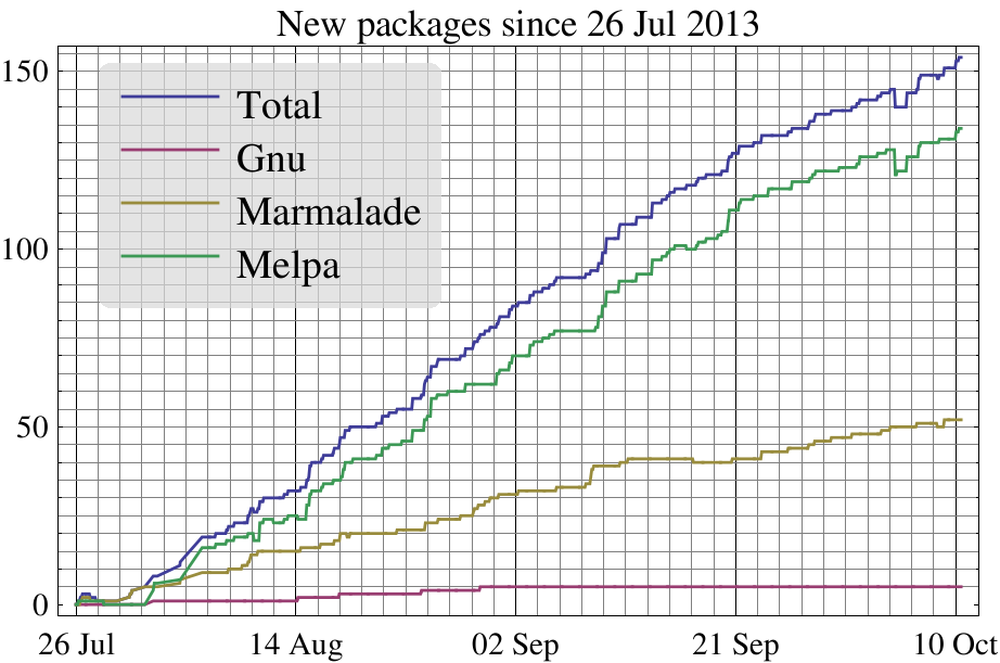 New packages since 26 Jul 2013
150
100
50
0
Total
Gnu
Marmalade
Melpa
26 Jul
14 Aug
02 Sep
21 Sep
10 Oct